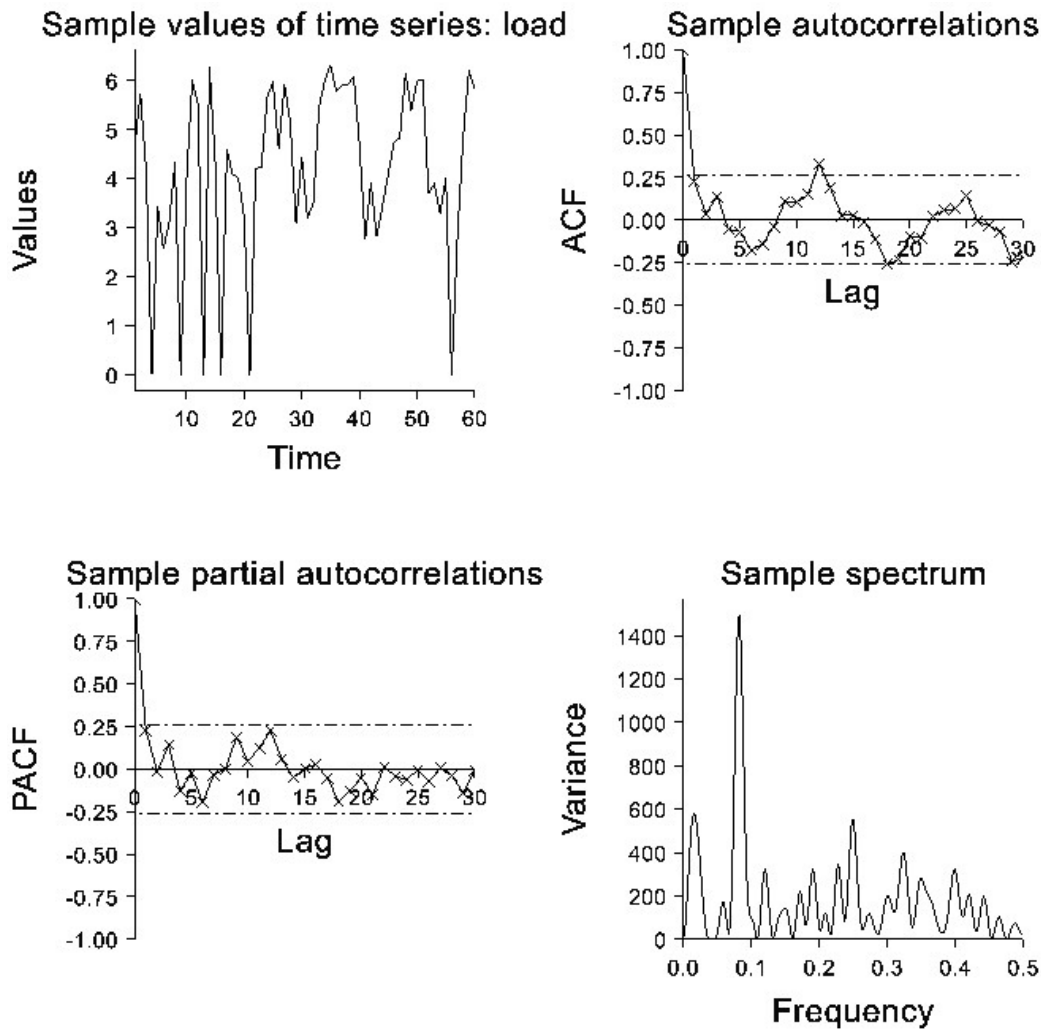 Sample values of time series: load
Values
6
5
4
3
2
1
0
10 20 30 40 50 60
Time
Sample autocorrelations
ACF
1.00
0.75
0.50
0.25
0.00
-0.25
-0.50
-0.75
-1.00
0 5 10 15 20 25 30
Lag
Sample partial autocorrelations
PACF
1.00
0.75
0.50
0.25
0.00
-0.25
-0.50
-0.75
-1.00
0 5 10 15 20 25 30
Lag
Sample spectrum
Variance
1400
1200
1000
800
600
400
200
0
0.0 0.1 0.2 0.3 0.4 0.5
Frequency